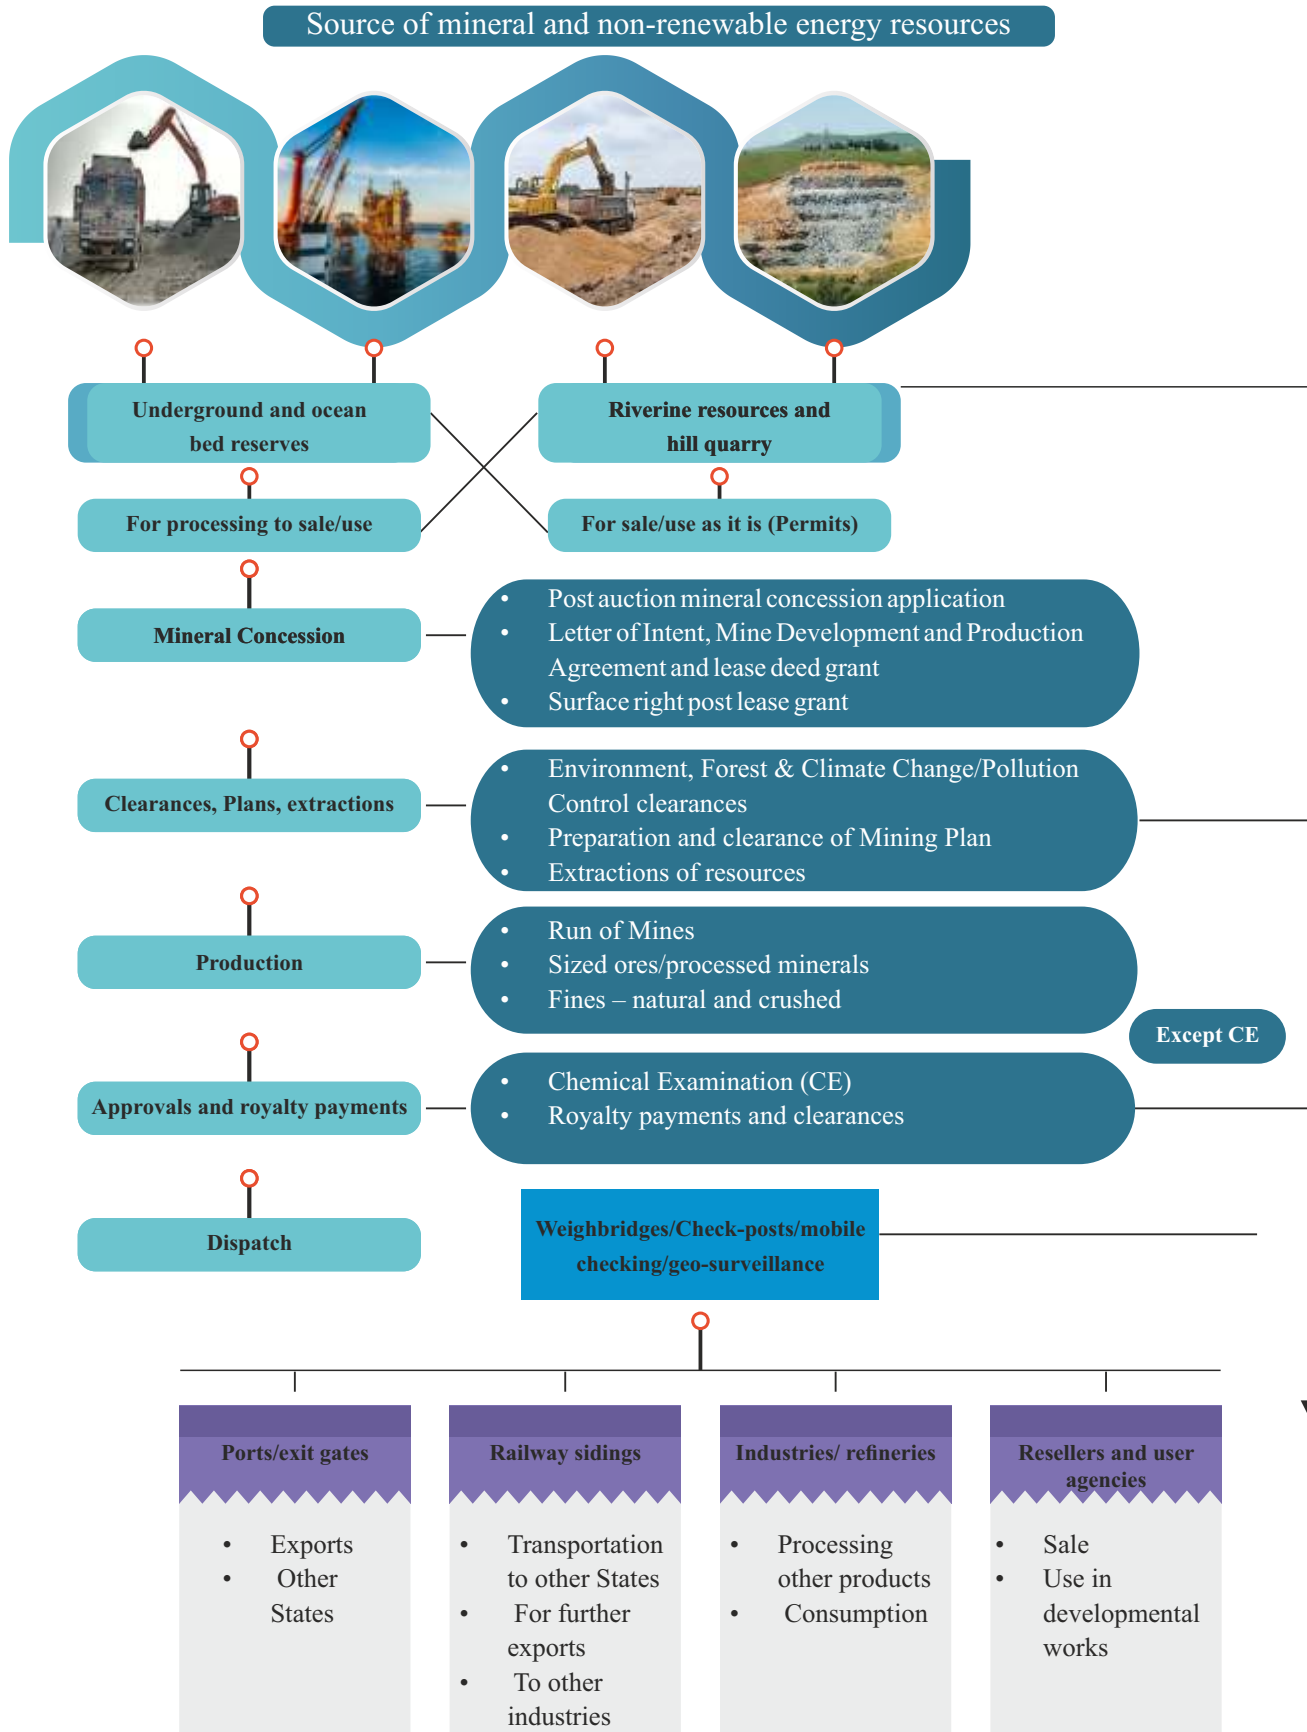 Source of mineral and non-renewable energy resources
Underground and ocean
bed reserves
Riverine resources and
hill quarry
For processing to sale/use
For sale/use as it is (Permits)
Mineral Concession
• Post auction mineral concession application
• Letter of Intent, Mine Development and Production
Agreement and lease deed grant
• Surface right post lease grant
Clearances, Plans, extractions
• Environment, Forest & Climate Change/Pollution
Control clearances
• Preparation and clearance of Mining Plan
• Extractions of resources
Production
• Run of Mines
• Sized ores/processed minerals
• Fines – natural and crushed
Except CE
Approvals and royalty payments
• Chemical Examination (CE)
• Royalty payments and clearances
Dispatch
Weighbridges/Check-posts/mobile
checking/geo-surveillance
Ports/exit gates
• Exports
• Other
States
Railway sidings
• Transportation
to other States
• For further
exports
• To other
industries
Industries/ refineries
• Processing
other products
• Consumption
Resellers and user
agencies
• Sale
• Use in
developmental
works